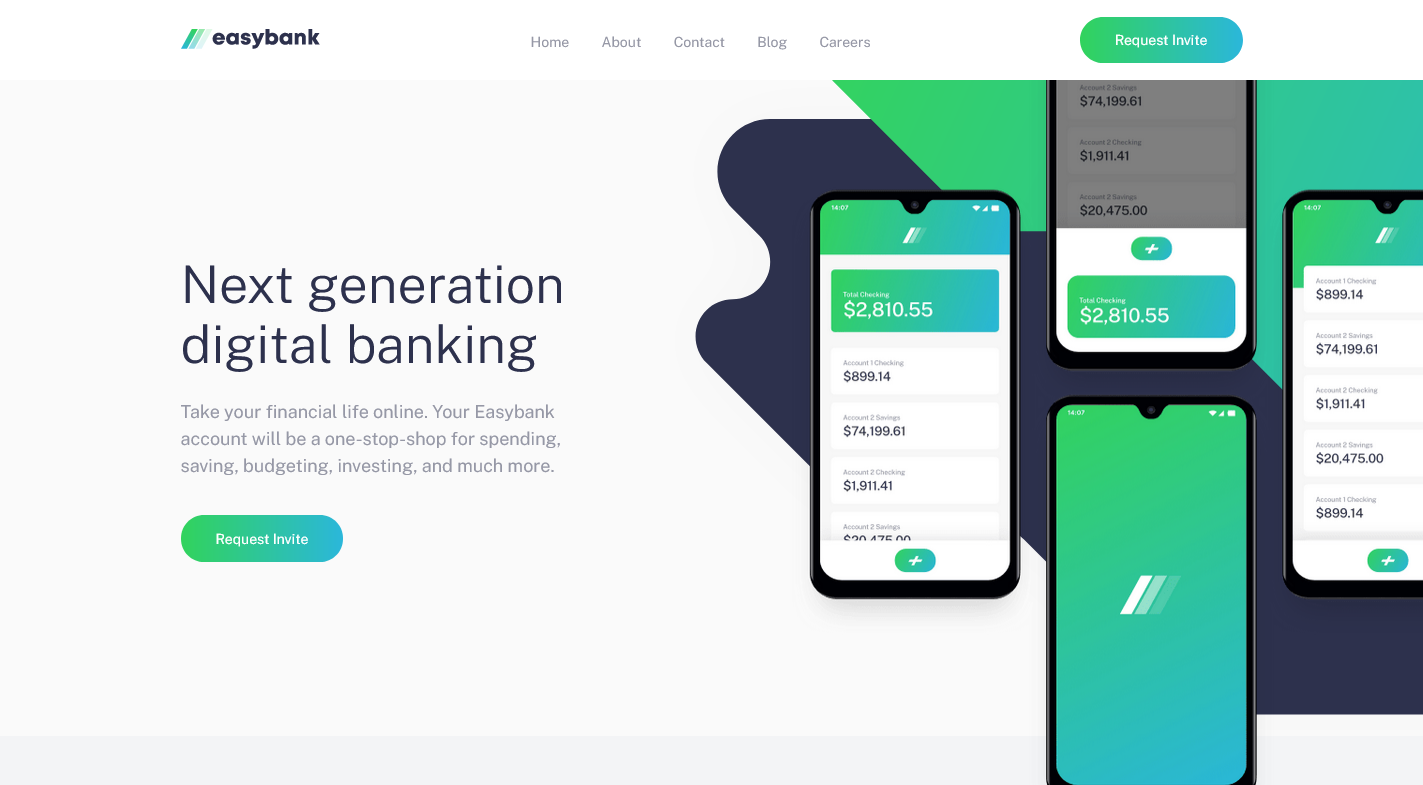 easybank
Home
About
Contact
Blog
Careers
Request Invite
Next generation
digital banking
Take your financial life online. Your Easybank
account will be a one-stop-shop for spending,
saving, budgeting, investing, and much more.
Request Invite
14:07
Total Checking
$2,810.55
Account 1 Checking
$899.14
Account 2 Savings
$74,199.61
Account 2 Checking
$1,911.41
Account 2 Savings
$20,475.00
Account 2 Savings
$74,199.61
Account 2 Checking
$1,911.41
Account 2 Savings
$20,475.00
Total Checking
$2,810.55
14:07
14:07
Account 1 Checking
$899.14
Account 2 Savings
$74,199.61
Account 2 Checking
$1,911.41
Account 2 Savings
$20,475.00
Account 1 Checking
$899.14